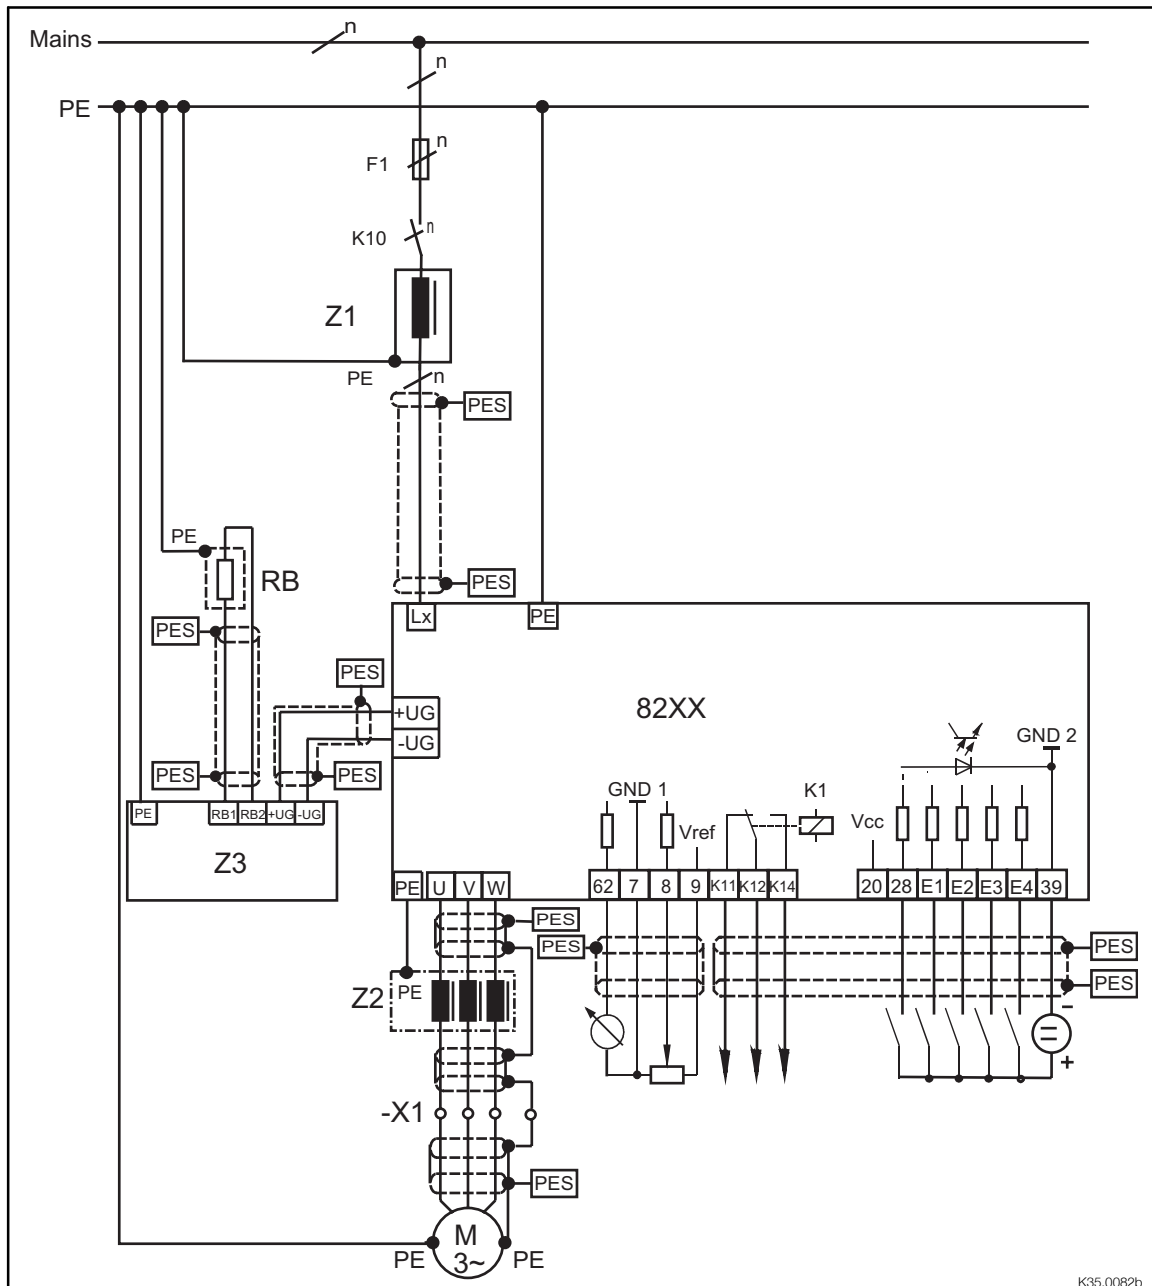 Mains
n
n
PE
F1
n
K10
n
Z1
PE
n
PES
PE
RB
PES
PES
Lx
PE
PES
+UG
-UG
82XX
PES
PES
GND 2
PE
RB1
RB2
+UG
-UG
Z3
GND 1
Vref
K1
Vcc
PE
U
V
W
62
7
8
9
K11
K12
K14
20
28
E1
E2
E3
E4
39
PES
PES
PES
PES
Z2
PE
-
+
-X1
PES
M
3~
PE
PE
K35.0082b